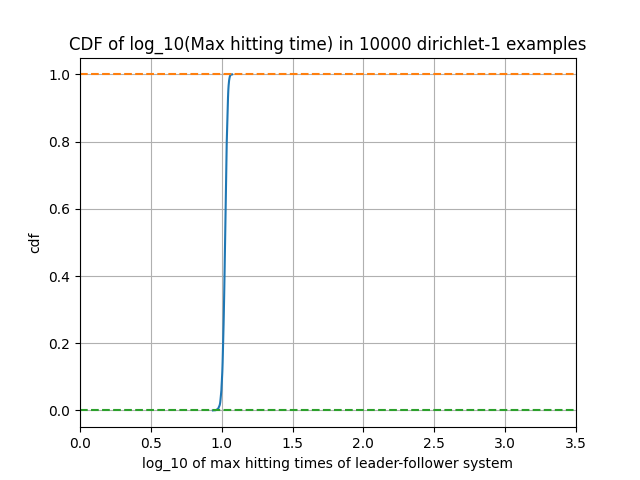 CDF of log_10(Max hitting time) in 10000 dirichlet-1 examples
1.0
0.8
0.6
0.4
0.2
0.0
cdf
0.0 0.5 1.0 1.5 2.0 2.5 3.0 3.5
log_10 of max hitting times of leader-follower system